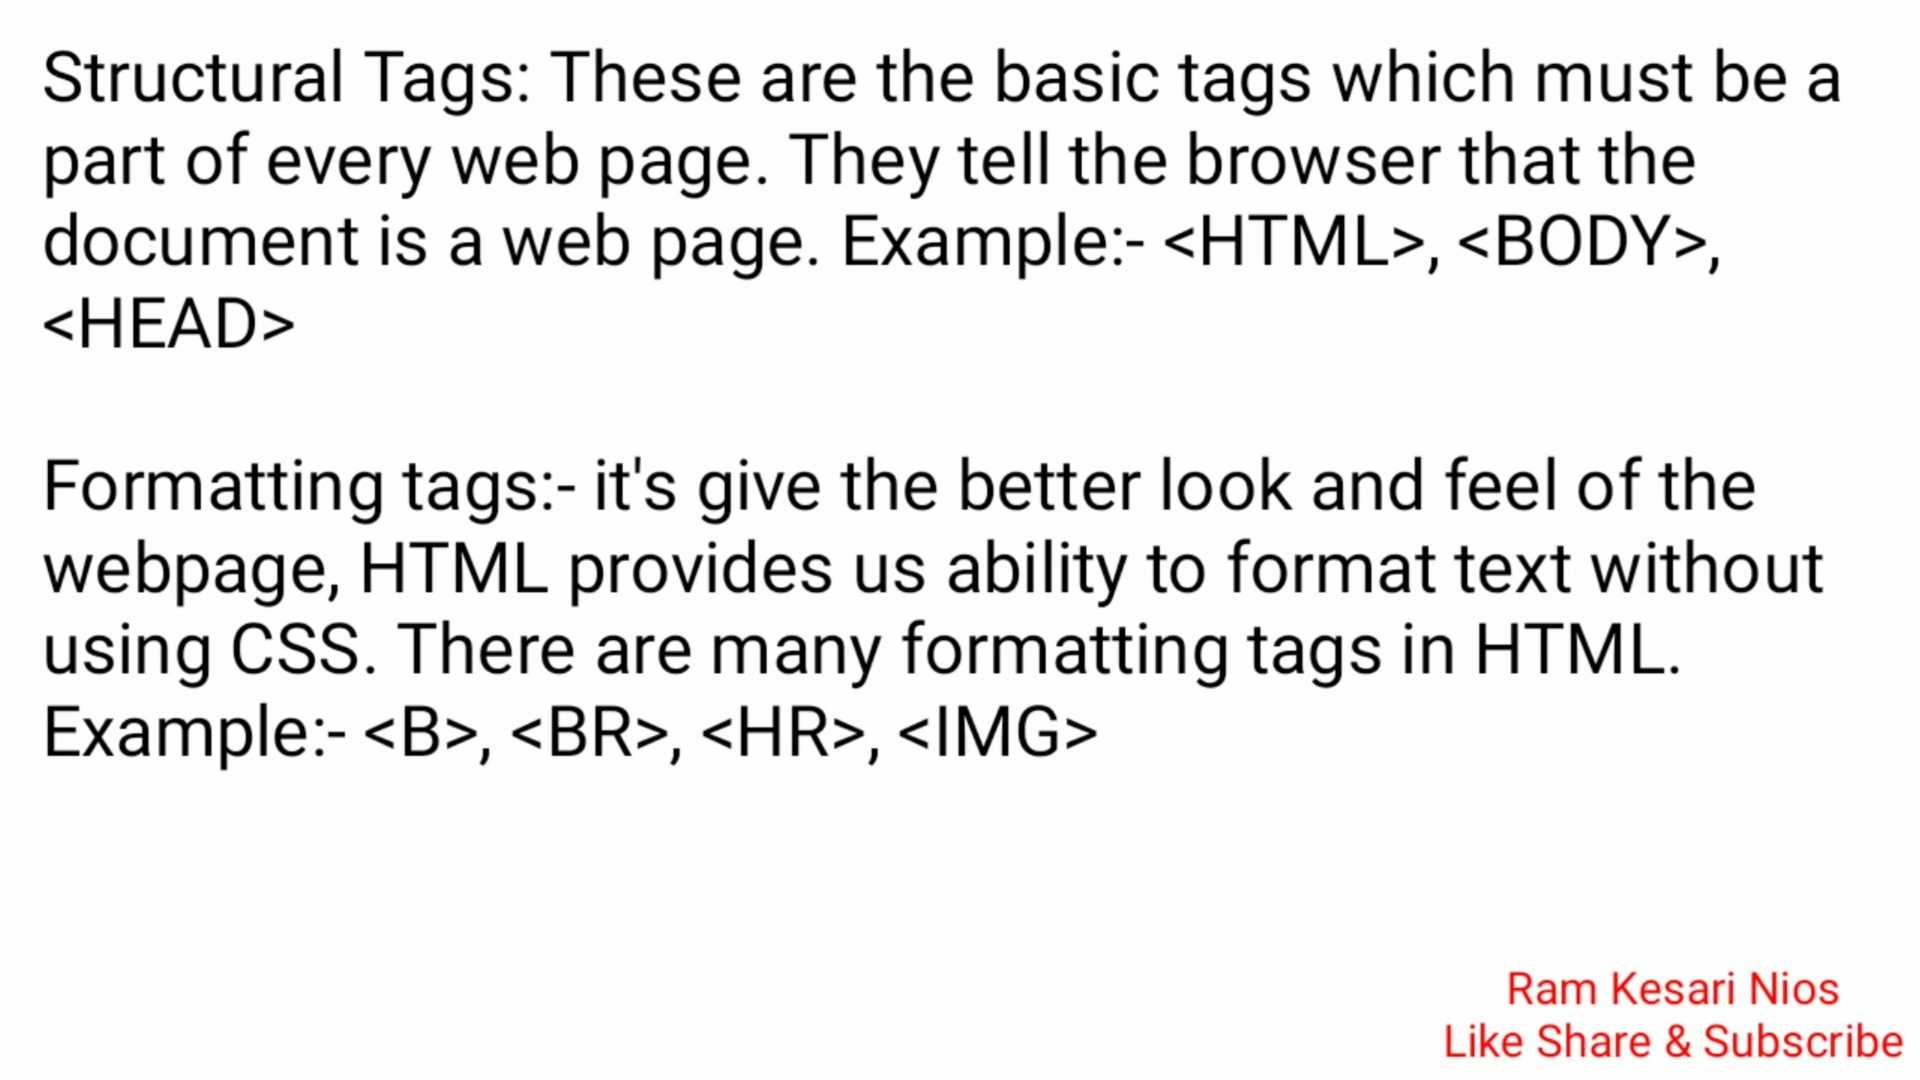 Structural Tags: These are the basic tags which must be a
part of every web page. They tell the browser that the
document is a web page. Example:- <HTML>, <BODY>,
<HEAD>
Formatting tags:- it's give the better look and feel of the
webpage, HTML provides us ability to format text without
using CSS. There are many formatting tags in HTML.
Example:- <B>, <BR>, <HR>, <IMG>
Ram Kesari Nios
Like Share & Subscribe